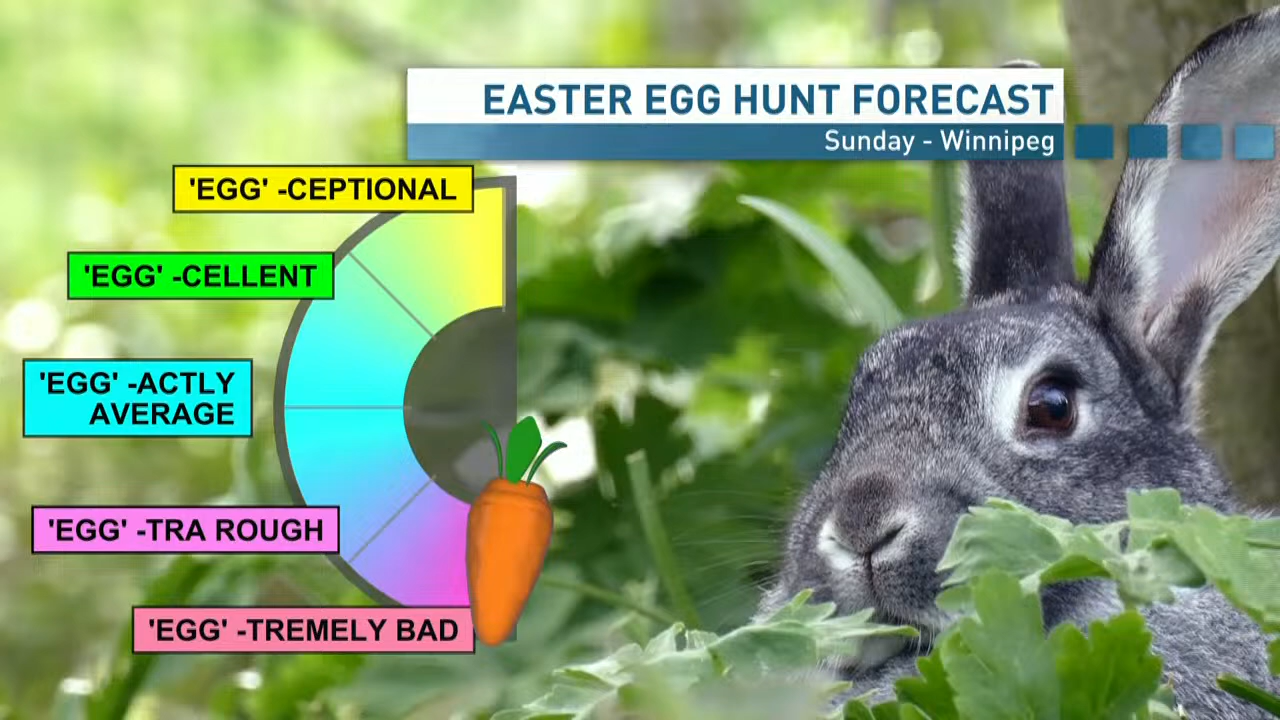 EASTER EGG HUNT FORECAST
Sunday - Winnipeg
'EGG' -CEPTIONAL
'EGG' -CELLENT
'EGG' -ACTLY
AVERAGE
'EGG' -TRA ROUGH
'EGG' -TREMELY BAD